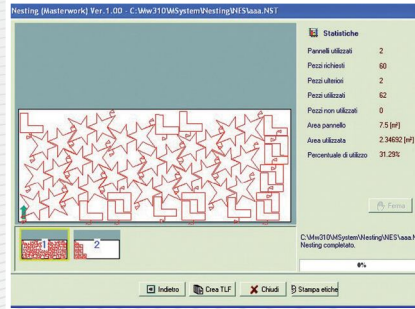 Nesting (Masterwork) Ver.1.00 - C:\Mw310\MSystem\Nesting\NES\aaa.NST
Statistiche
Pannelli utilizzati 2
Pezzi richiesti 60
Pezzi ulteriori 2
Pezzi utilizzati 62
Pezzi non utilizzati 0
Area pannello 7.5 [m²]
Area utilizzata 2.34692 [m²]
Percentuale di utilizzo 31.29%
Ferma
1 2
C:\Mw310\MSystem\Nesting\NES\aaa.N
Nesting completato.
0%
Indietro Crea TLF Chiudi Stampa etiche